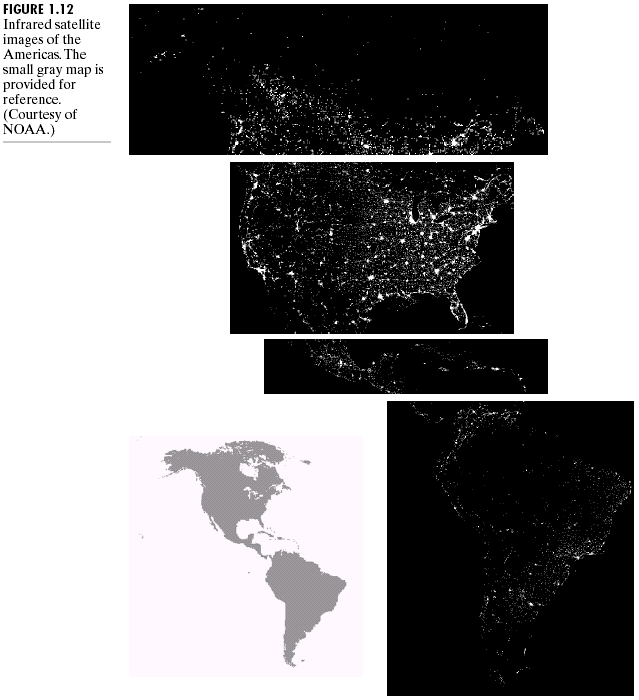 FIGURE 1.12
Infrared satellite
images of the
Americas. The
small gray map is
provided for
reference.
(Courtesy of
NOAA.)